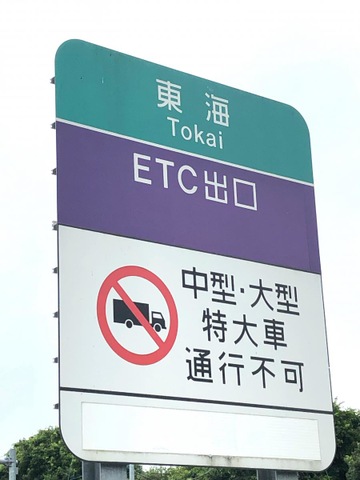 東海
Tokai
ETC出口
中型・大型
特大車
通行不可